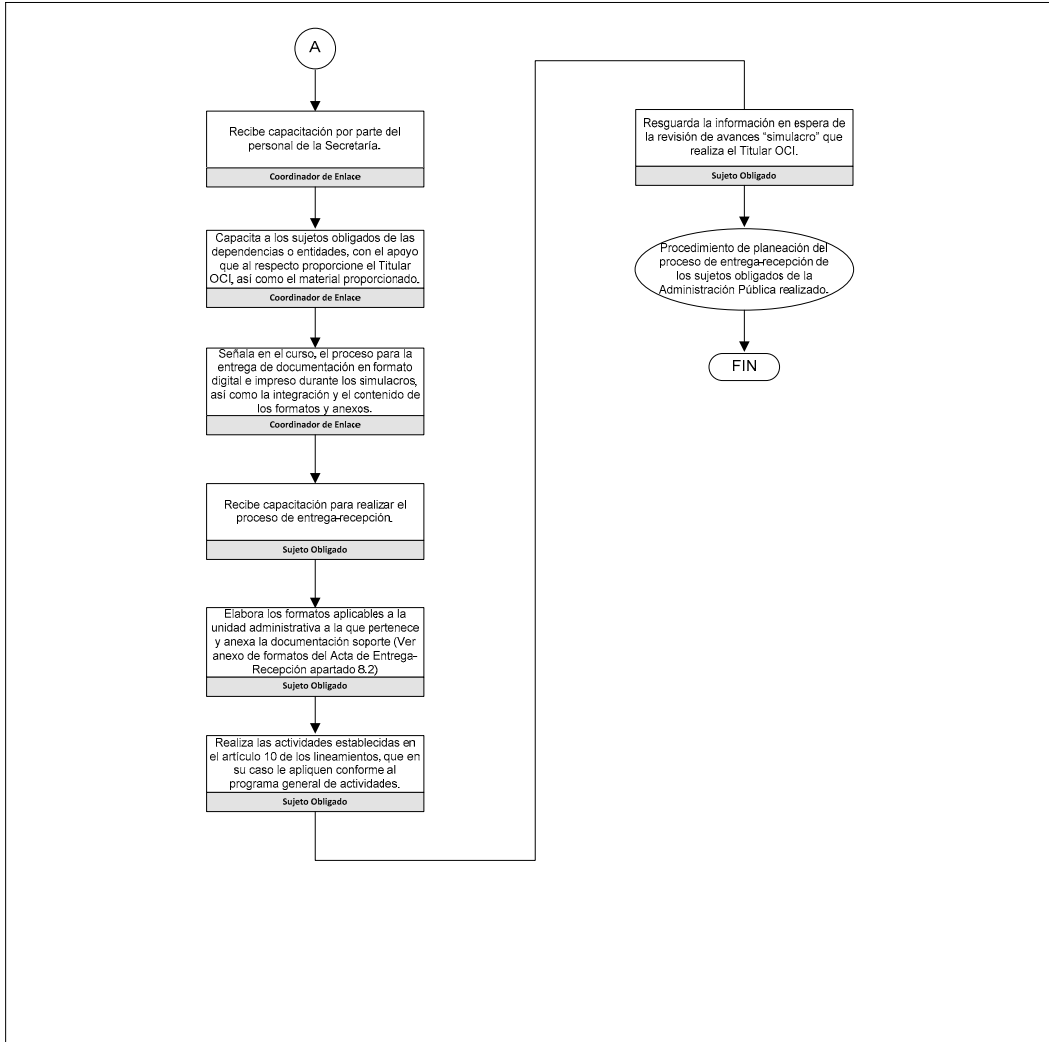 A
Recibe capacitación por parte del
personal de la Secretaría.
Coordinador de Enlace
Capacita a los sujetos obligados de las
dependencias o entidades, con el apoyo
que al respecto proporcione el Titular
OCI, así como el material proporcionado.
Coordinador de Enlace
Señala en el curso, el proceso para la
entrega de documentación en formato
digital e impreso durante los simulacros,
así como la integración y el contenido de
los formatos y anexos.
Coordinador de Enlace
Recibe capacitación para realizar el
proceso de entrega-recepción.
Sujeto Obligado
Elabora los formatos aplicables a la
unidad administrativa a la que pertenece
y anexa la documentación soporte (Ver
anexo de formatos del Acta de Entrega-
Recepción apartado 8.2)
Sujeto Obligado
Realiza las actividades establecidas en
el artículo 10 de los lineamientos, que en
su caso le apliquen conforme al
programa general de actividades.
Sujeto Obligado
Resguarda la información en espera de
la revisión de avances “simulacro” que
realiza el Titular OCI.
Sujeto Obligado
Procedimiento de planeación del
proceso de entrega-recepción de
los sujetos obligados de la
Administración Pública realizado.
FIN